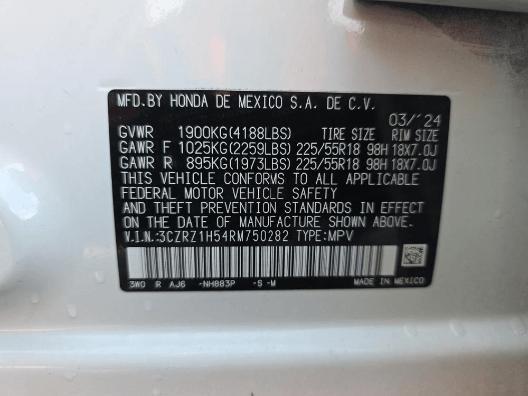 MFD.BY HONDA DE MEXICO S.A. DE C.V.
03/'24
GVWR 1900KG(4188LBS) TIRE SIZE RIM SIZE
GAWR F 1025KG(2259LBS) 225/55R18 98H 18X7.0J
GAWR R 895KG(1973LBS) 225/55R18 98H 18X7.0J
THIS VEHICLE CONFORMS TO ALL APPLICABLE
FEDERAL MOTOR VEHICLE SAFETY
AND THEFT PREVENTION STANDARDS IN EFFECT
ON THE DATE OF MANUFACTURE SHOWN ABOVE.
V.I.N.:3CZRZ1H54RM750282 TYPE:MPV
3W0 R AJ6 -NH883P -S -M MADE IN MEXICO